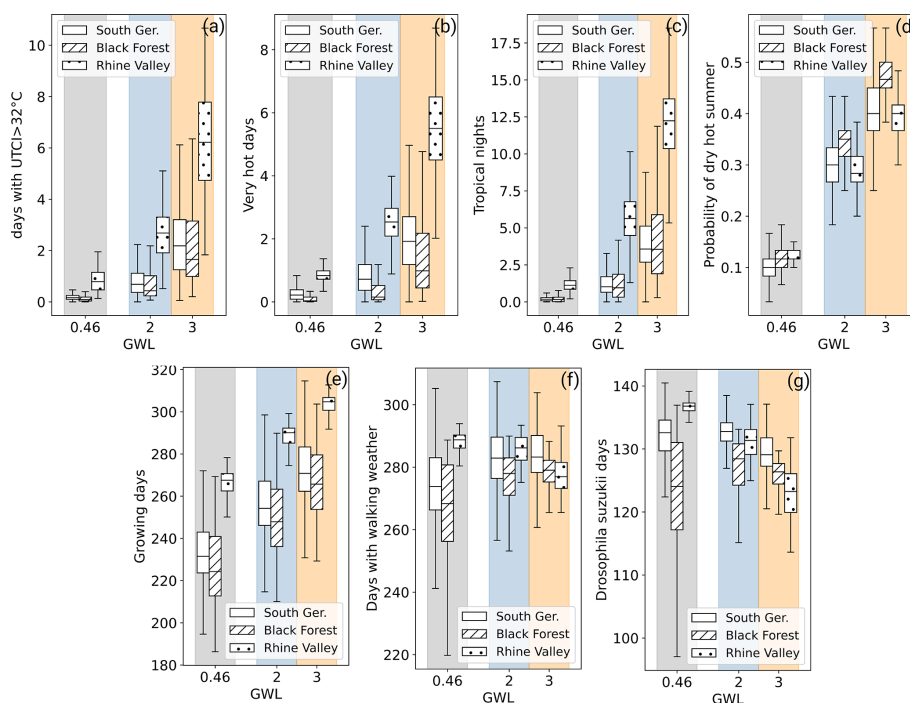 (a)
South Ger.
Black Forest
Rhine Valley
days with UTCI>32°C
10
8
6
4
2
0
0.46 2 3
GWL
(b)
South Ger.
Black Forest
Rhine Valley
Very hot days
8
6
4
2
0
0.46 2 3
GWL
(c)
South Ger.
Black Forest
Rhine Valley
Tropical nights
17.5
15.0
12.5
10.0
7.5
5.0
2.5
0.0
0.46 2 3
GWL
(d
South Ger.
Black Forest
Rhine Valley
Probability of dry hot summer
0.5
0.4
0.3
0.2
0.1
0.46 2 3
GWL
(e)
Growing days
320
300
280
260
240
220
200
180
South Ger.
Black Forest
Rhine Valley
0.46 2 3
GWL
(f)
Days with walking weather
300
280
260
240
220
South Ger.
Black Forest
Rhine Valley
0.46 2 3
GWL
(g)
Drosophila suzukii days
140
130
120
110
100
South Ger.
Black Forest
Rhine Valley
0.46 2 3
GWL